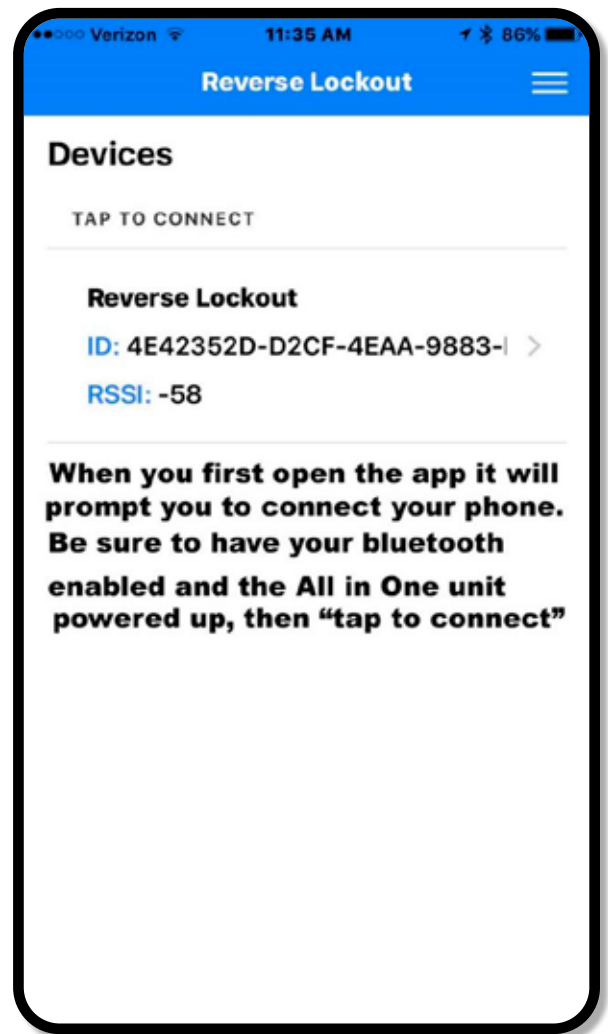 Verizon 11:35 AM 86%
Reverse Lockout
Devices
TAP TO CONNECT
Reverse Lockout
ID: 4E42352D-D2CF-4EAA-9883-
RSSI: -58
When you first open the app it will
prompt you to connect your phone.
Be sure to have your bluetooth
enabled and the All in One unit
powered up, then “tap to connect”